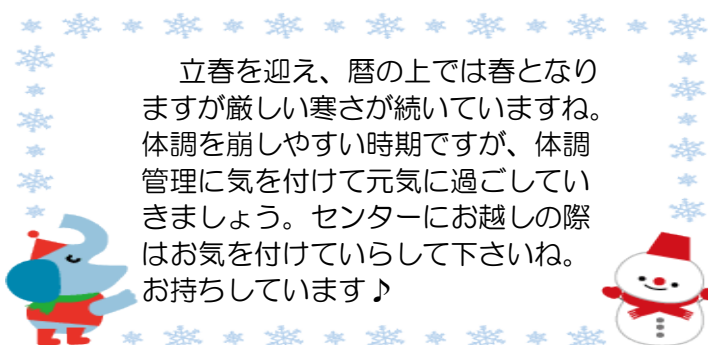 立春を迎え、暦の上では春となり
ますが厳しい寒さが続いていますね。
体調を崩しやすい時期ですが、体調
管理に気を付けて元気に過ごしてい
きましょう。センターにお越しの際
はお気を付けていらして下さいね。
お持ちしています♪